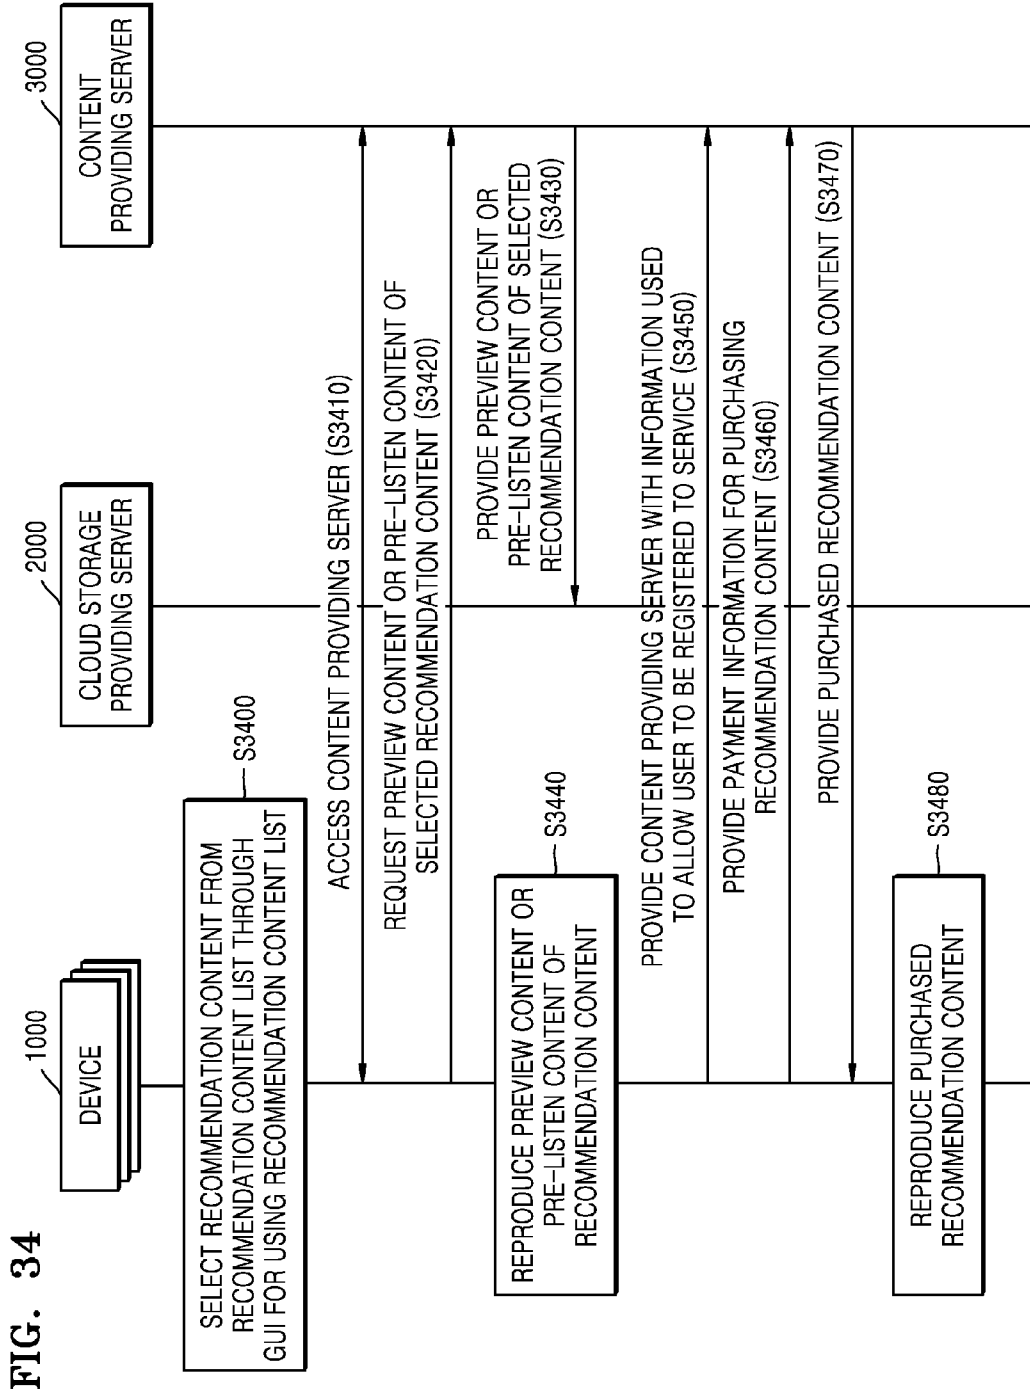 FIG. 34
1000
DEVICE
2000
CLOUD STORAGE
PROVIDING SERVER
3000
CONTENT
PROVIDING SERVER
SELECT RECOMMENDATION CONTENT FROM
RECOMMENDATION CONTENT LIST THROUGH
GUI FOR USING RECOMMENDATION CONTENT LIST
S3400
ACCESS CONTENT PROVIDING SERVER (S3410)
REQUEST PREVIEW CONTENT OR PRE-LISTEN CONTENT OF
SELECTED RECOMMENDATION CONTENT (S3420)
PROVIDE PREVIEW CONTENT OR
PRE-LISTEN CONTENT OF SELECTED
RECOMMENDATION CONTENT (S3430)
REPRODUCE PREVIEW CONTENT OR
PRE-LISTEN CONTENT OF
RECOMMENDATION CONTENT
S3440
PROVIDE CONTENT PROVIDING SERVER WITH INFORMATION USED
TO ALLOW USER TO BE REGISTERED TO SERVICE (S3450)
PROVIDE PAYMENT INFORMATION FOR PURCHASING
RECOMMENDATION CONTENT (S3460)
PROVIDE PURCHASED RECOMMENDATION CONTENT (S3470)
REPRODUCE PURCHASED
RECOMMENDATION CONTENT
S3480